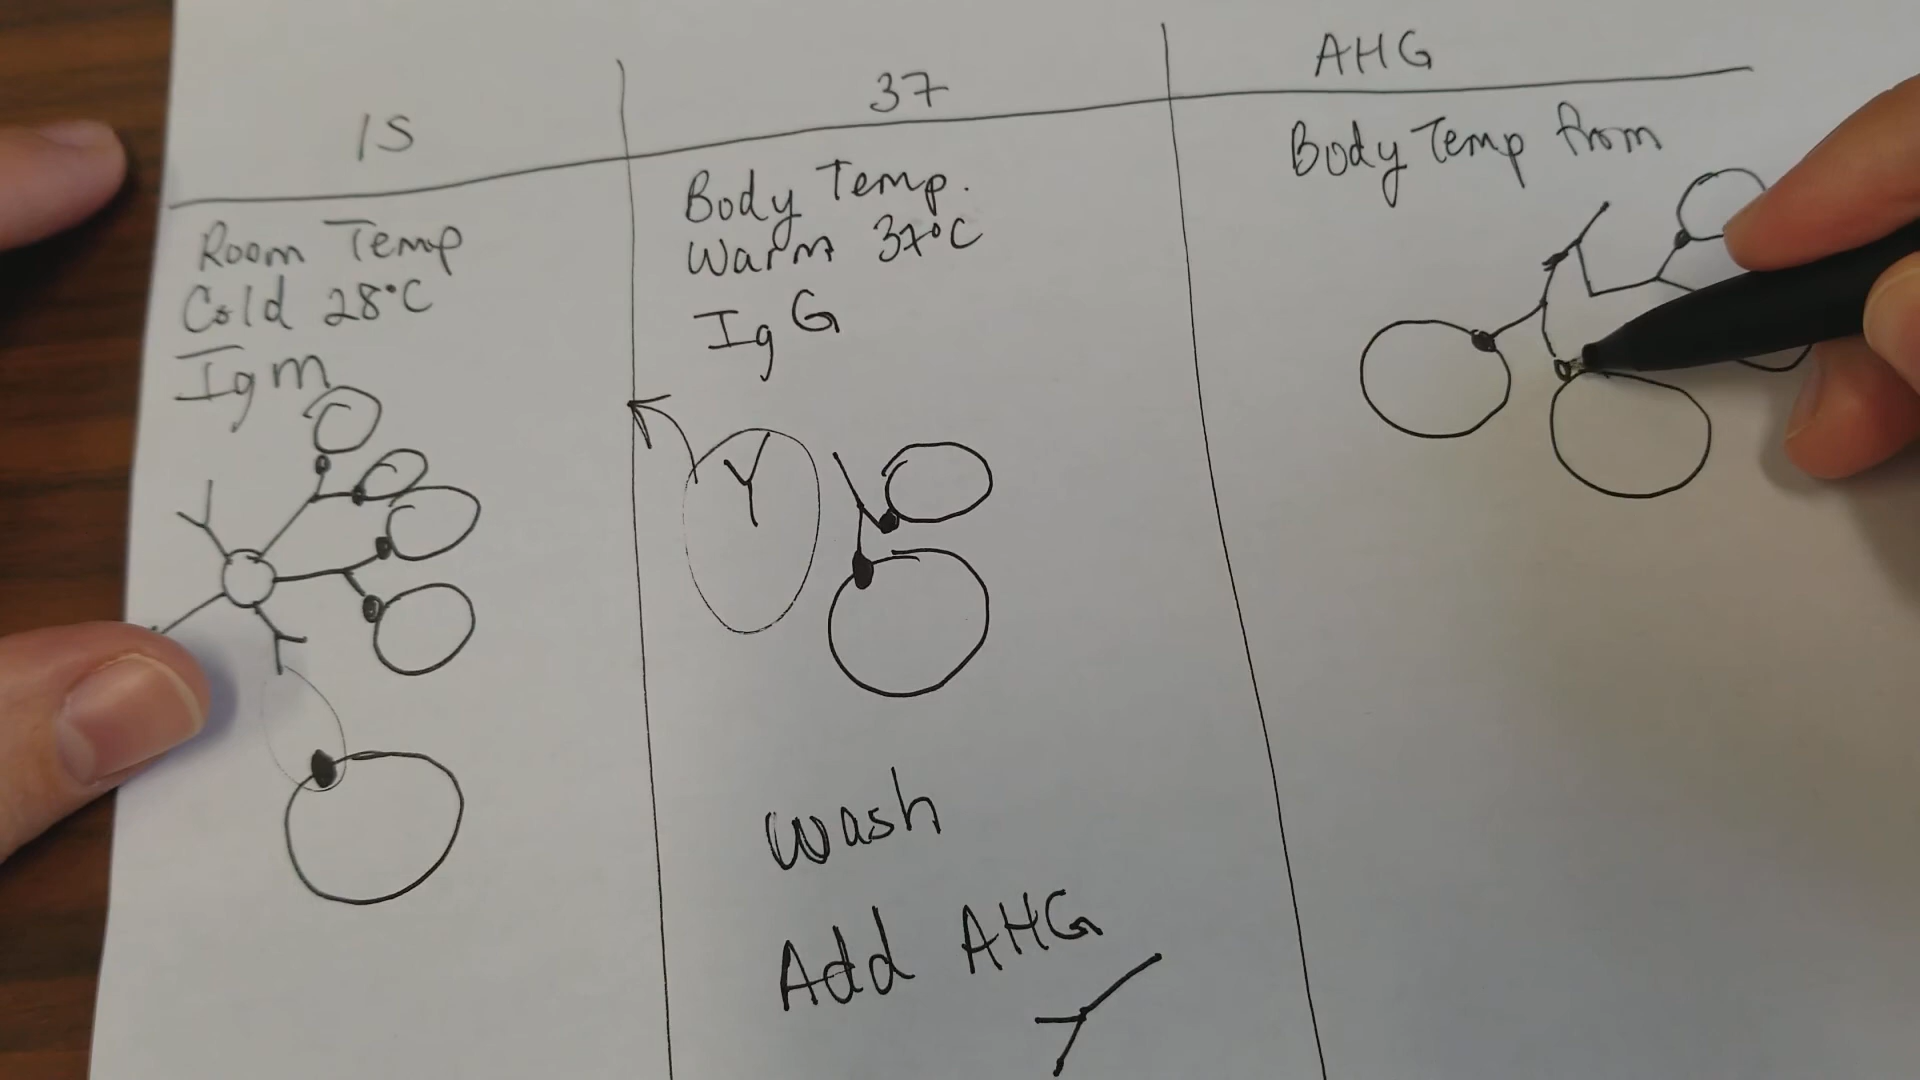 IS
Room Temp
Cold 28°C
IgM
37
Body Temp.
Warm 37°C
IgG
Wash
Add AHG
AHG
Body Temp from